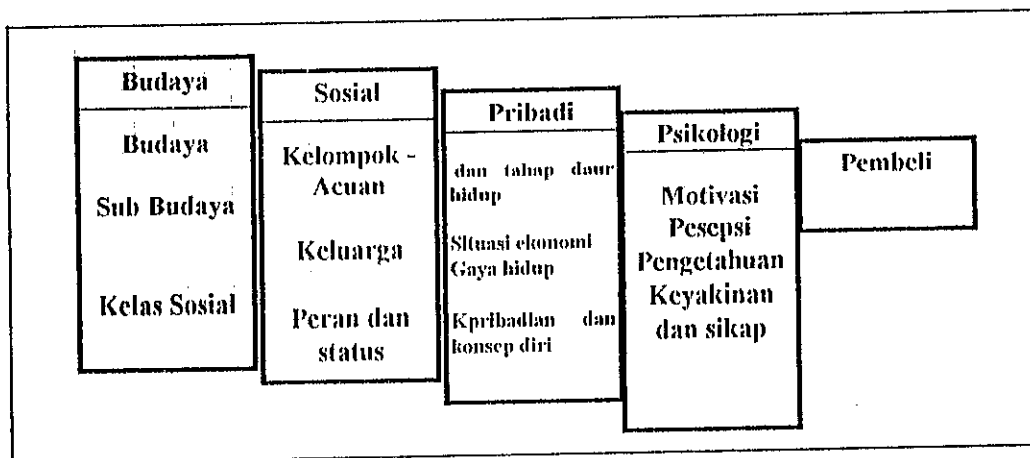 Budaya
Budaya
Sub Budaya
Kelas Sosial
Sosial
Kelompok -
Acuan
Keluarga
Peran dan
status
Pribadi
dan tahap daur
hidup
Situasi ekonomi
Gaya hidup
Kpribadian dan
konsep diri
Psikologi
Motivasi
Pesepsi
Pengetahuan
Keyakinan
dan sikap
Pembeli